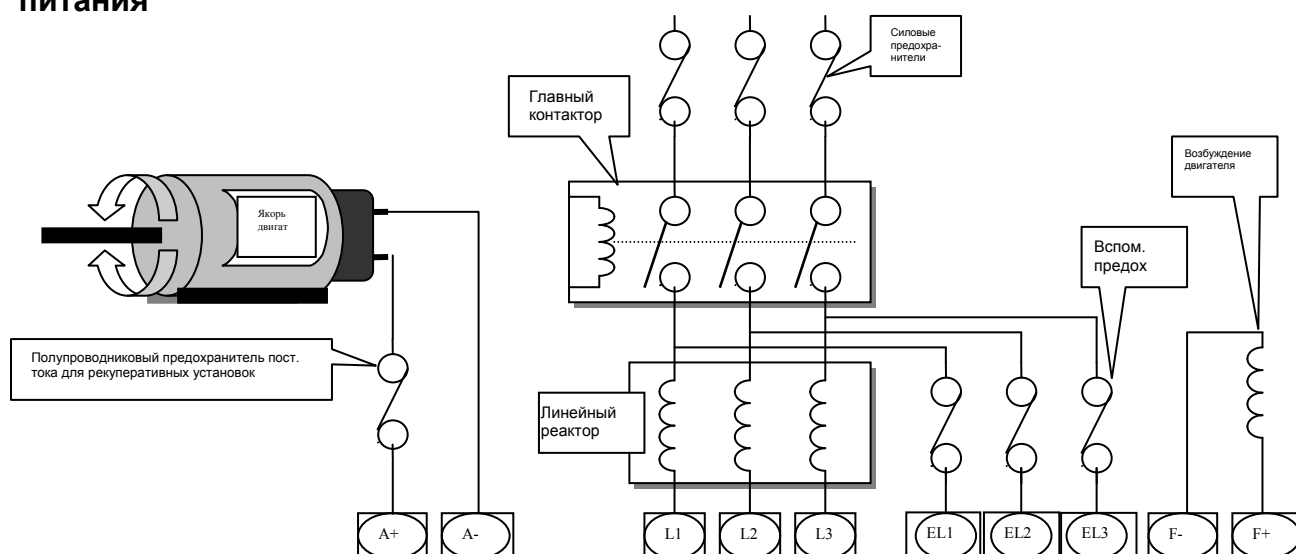 питания
Силовые
предохра-
нители
Главный
контактор
Возбуждение
двигателя
Якорь
двигат
Вспом.
предох
Полупроводниковый предохранитель пост.
тока для рекуперативных установок
Линейный
реактор
A+ A- L1 L2 L3 EL1 EL2 EL3 F- F+